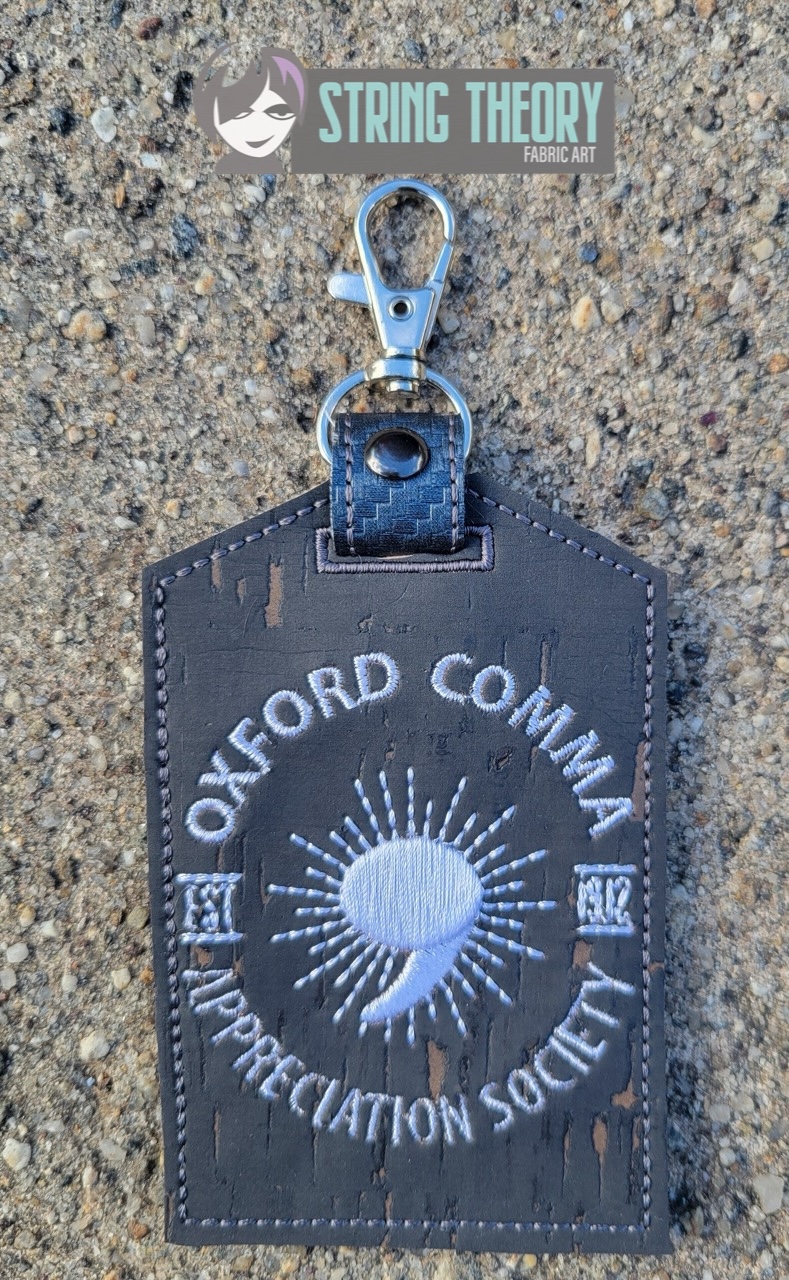 STRING THEORY
FABRIC ART
OXFORD COMMA
EST
1912
APPRECIATION SOCIETY